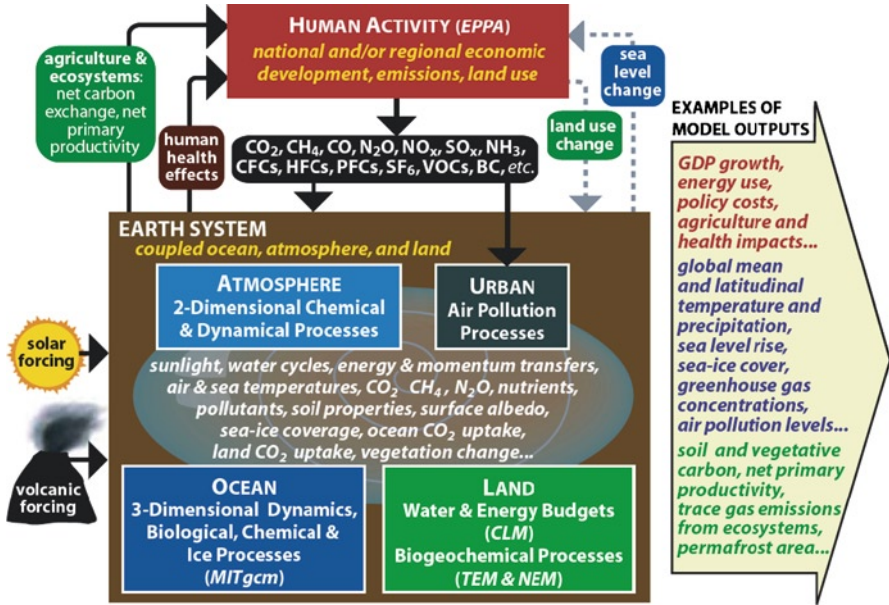 HUMAN ACTIVITY (EPPA)
national and/or regional economic
development, emissions, land use
agriculture &
ecosystems:
net carbon
exchange, net
primary
productivity
human
health
effects
land use
change
sea
level
change
CO₂, CH₄, CO, N₂O, NOₓ, SOₓ, NH₃,
CFCs, HFCs, PFCs, SF₆, VOCs, BC, etc.
EARTH SYSTEM
coupled ocean, atmosphere, and land
ATMOSPHERE
2-Dimensional Chemical
& Dynamical Processes
URBAN
Air Pollution
Processes
solar
forcing
volcanic
forcing
sunlight, water cycles, energy & momentum transfers,
air & sea temperatures, CO₂ CH₄, N₂O, nutrients,
pollutants, soil properties, surface albedo,
sea-ice coverage, ocean CO₂ uptake,
land CO₂ uptake, vegetation change...
OCEAN
3-Dimensional Dynamics,
Biological, Chemical &
Ice Processes
(MITgcm)
LAND
Water & Energy Budgets
(CLM)
Biogeochemical Processes
(TEM & NEM)
EXAMPLES OF
MODEL OUTPUTS
GDP growth,
energy use,
policy costs,
agriculture and
health impacts...
global mean
and latitudinal
temperature and
precipitation,
sea level rise,
sea-ice cover,
greenhouse gas
concentrations,
air pollution levels...
soil and vegetative
carbon, net primary
productivity,
trace gas emissions
from ecosystems,
permafrost area...